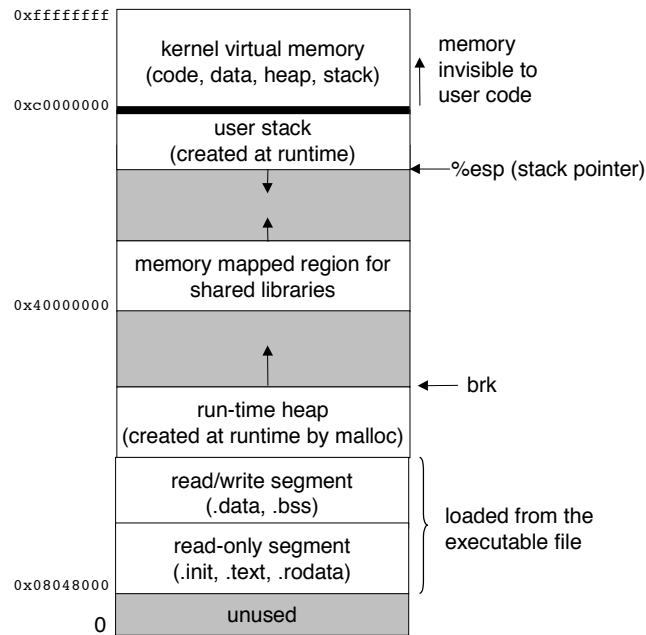 0xffffffff
kernel virtual memory
(code, data, heap, stack)
memory
invisible to
user code
0xc0000000
user stack
(created at runtime)
%esp (stack pointer)
memory mapped region for
shared libraries
0x40000000
brk
run-time heap
(created at runtime by malloc)
read/write segment
(.data, .bss)
loaded from the
executable file
read-only segment
(.init, .text, .rodata)
0x08048000
unused
0